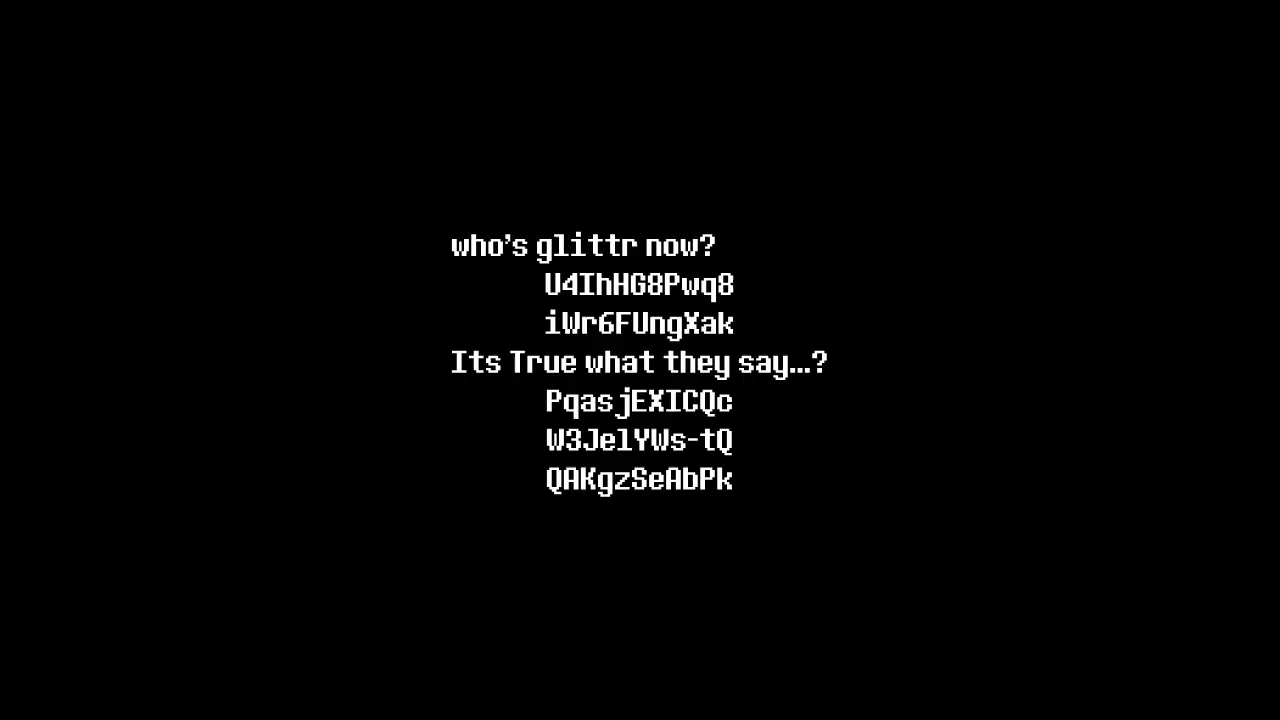 who's glittr now?
U4IhHG8Pwq8
iWr6FUngXak
Its True what they say...?
PqasjEXICQc
W3JelYWs-tQ
QAKgzSeAbPk